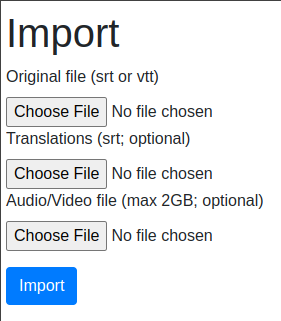 Import
Original file (srt or vtt)
Choose File No file chosen
Translations (srt; optional)
Choose File No file chosen
Audio/Video file (max 2GB; optional)
Choose File No file chosen
Import